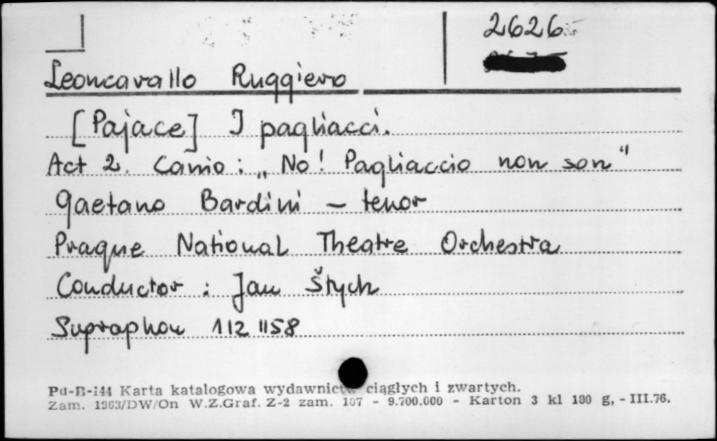 2626
Leoncavallo Ruggiero
[Pajace] I pagliacci.
Act 2. Canio: „No! Pagliaccio non son"
Gaetano Bardini – tenor
Prague National Theatre Orchestra
Conductor: Jan Štych
Supraphon 112 1158
Pu-B-144 Karta katalogowa wydawnictw ciągłych i zwartych.
Zam. 1963/DW/On W.Z.Graf. Z-2 zam. 107 - 9.700.000 - Karton 3 kl 180 g, - III.76.